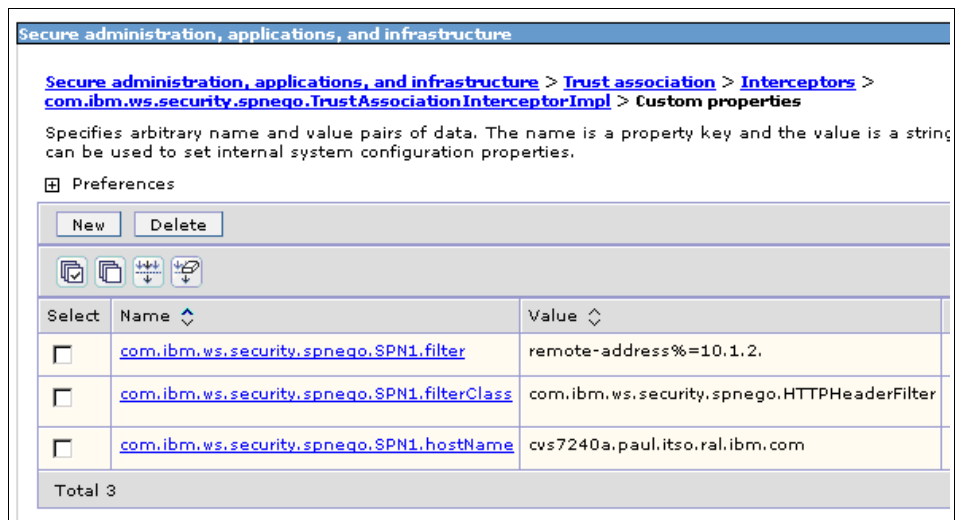 Secure administration, applications, and infrastructure
Secure administration, applications, and infrastructure > Trust association > Interceptors >
com.ibm.ws.security.spnego.TrustAssociationInterceptorImpl > Custom properties
Specifies arbitrary name and value pairs of data. The name is a property key and the value is a string
can be used to set internal system configuration properties.
Preferences
New Delete
Select Name Value
com.ibm.ws.security.spnego.SPN1.filter remote-address%=10.1.2.
com.ibm.ws.security.spnego.SPN1.filterClass com.ibm.ws.security.spnego.HTTPHeaderFilter
com.ibm.ws.security.spnego.SPN1.hostName cvs7240a.paul.itso.ral.ibm.com
Total 3